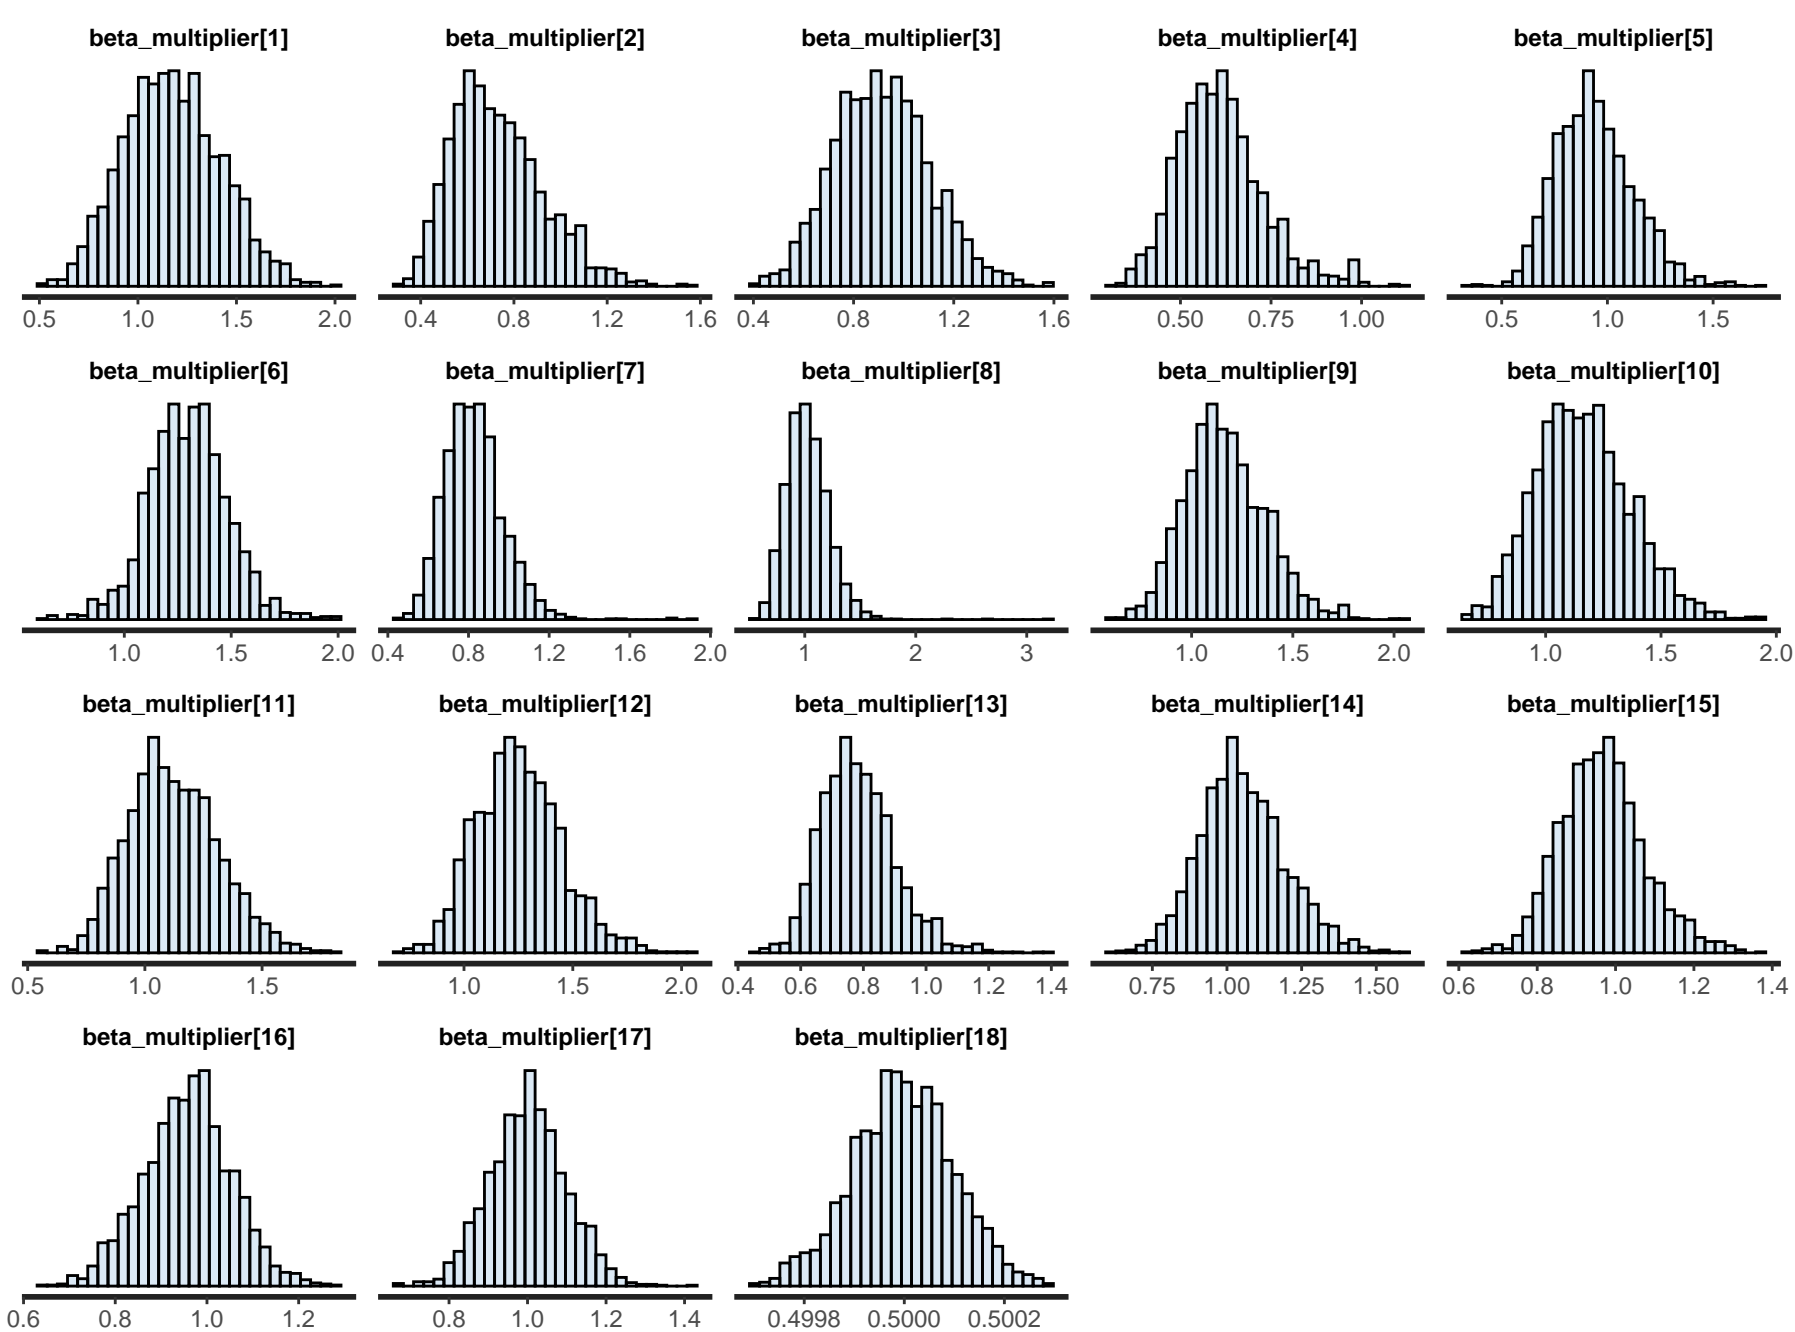 beta_multiplier[1] beta_multiplier[2] beta_multiplier[3] beta_multiplier[4] beta_multiplier[5]
0.5 1.0 1.5 2.0 0.4 0.8 1.2 1.6 0.4 0.8 1.2 1.6 0.50 0.75 1.00 0.5 1.0 1.5
beta_multiplier[6] beta_multiplier[7] beta_multiplier[8] beta_multiplier[9] beta_multiplier[10]
1.0 1.5 2.0 0.4 0.8 1.2 1.6 2.0 1 2 3 1.0 1.5 2.0 1.0 1.5 2.0
beta_multiplier[11] beta_multiplier[12] beta_multiplier[13] beta_multiplier[14] beta_multiplier[15]
0.5 1.0 1.5 1.0 1.5 2.0 0.4 0.6 0.8 1.0 1.2 1.4 0.75 1.00 1.25 1.50 0.6 0.8 1.0 1.2 1.4
beta_multiplier[16] beta_multiplier[17] beta_multiplier[18]
0.6 0.8 1.0 1.2 0.8 1.0 1.2 1.4 0.4998 0.5000 0.5002